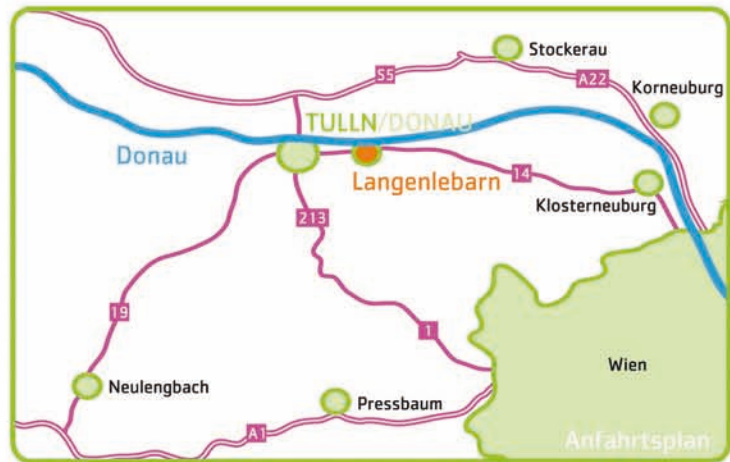 Stockerau
S5
A22
Korneuburg
TULLN/DONAU
Donau
Langenlebarn
14
Klosterneuburg
213
19
1
Wien
Neulengbach
Pressbaum
A1
Anfahrtsplan